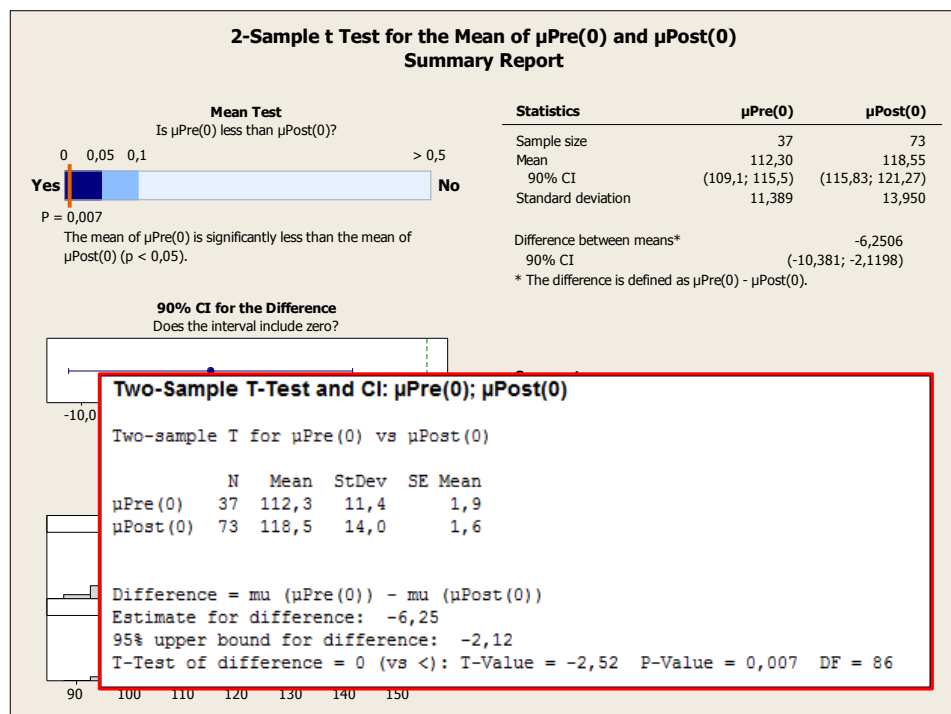 2-Sample t Test for the Mean of µPre(0) and µPost(0)
Summary Report
Mean Test
Is µPre(0) less than µPost(0)?
0 0,05 0,1 > 0,5
Yes No
P = 0,007
The mean of µPre(0) is significantly less than the mean of
µPost(0) (p < 0,05).
Statistics µPre(0) µPost(0)
Sample size 37 73
Mean 112,30 118,55
90% CI (109,1; 115,5) (115,83; 121,27)
Standard deviation 11,389 13,950
Difference between means* -6,2506
90% CI (-10,381; -2,1198)
* The difference is defined as µPre(0) - µPost(0).
90% CI for the Difference
Does the interval include zero?
-10,0
Two-Sample T-Test and CI: µPre(0); µPost(0)
Two-sample T for µPre(0) vs µPost(0)
N Mean StDev SE Mean
µPre(0) 37 112,3 11,4 1,9
µPost(0) 73 118,5 14,0 1,6
Difference = mu (µPre(0)) - mu (µPost(0))
Estimate for difference: -6,25
95% upper bound for difference: -2,12
T-Test of difference = 0 (vs <): T-Value = -2,52 P-Value = 0,007 DF = 86
90 100 110 120 130 140 150